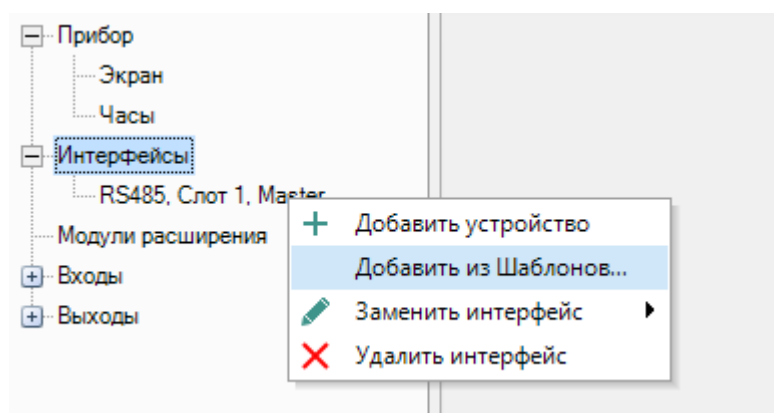 Прибор
Экран
Часы
Интерфейсы
RS485, Слот 1, Master
Модули расширения
Входы
Выходы
Добавить устройство
Добавить из Шаблонов...
Заменить интерфейс
Удалить интерфейс